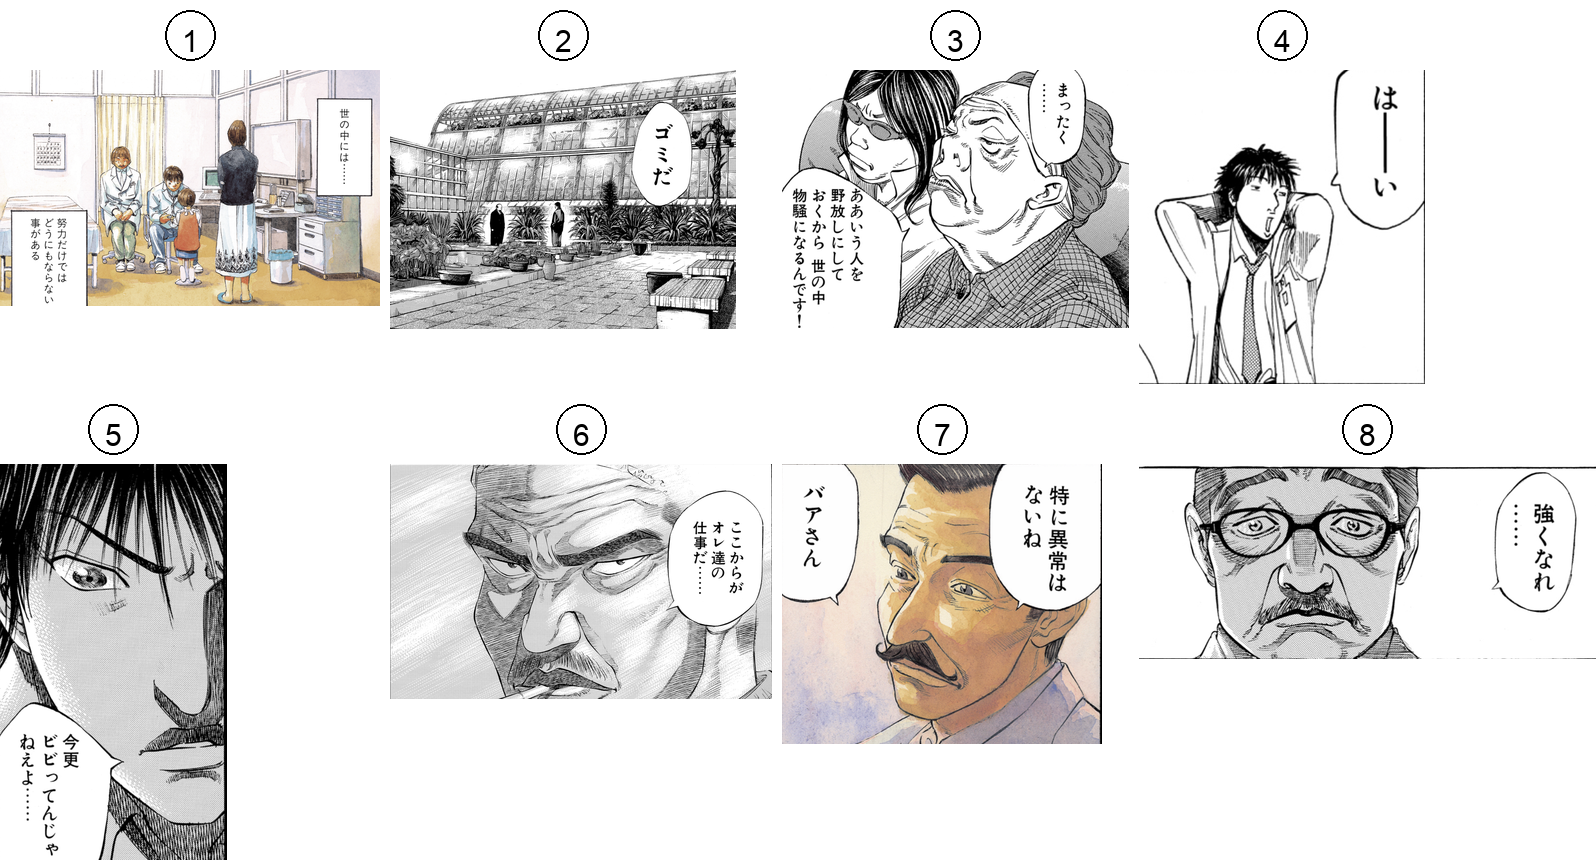 1
世の中には……
努力だけでは
どうにもならない
事がある
2
ゴミだ
3
まったく
……
ああいう人を
野放しにして
おくから 世の中
物騒になるんです！
4
は──い
5
今更
ビビってんじゃ
ねえよ……
6
ここからが
オレ達の
仕事だ……
7
特に異常は
ないね
バアさん
8
強くなれ
……